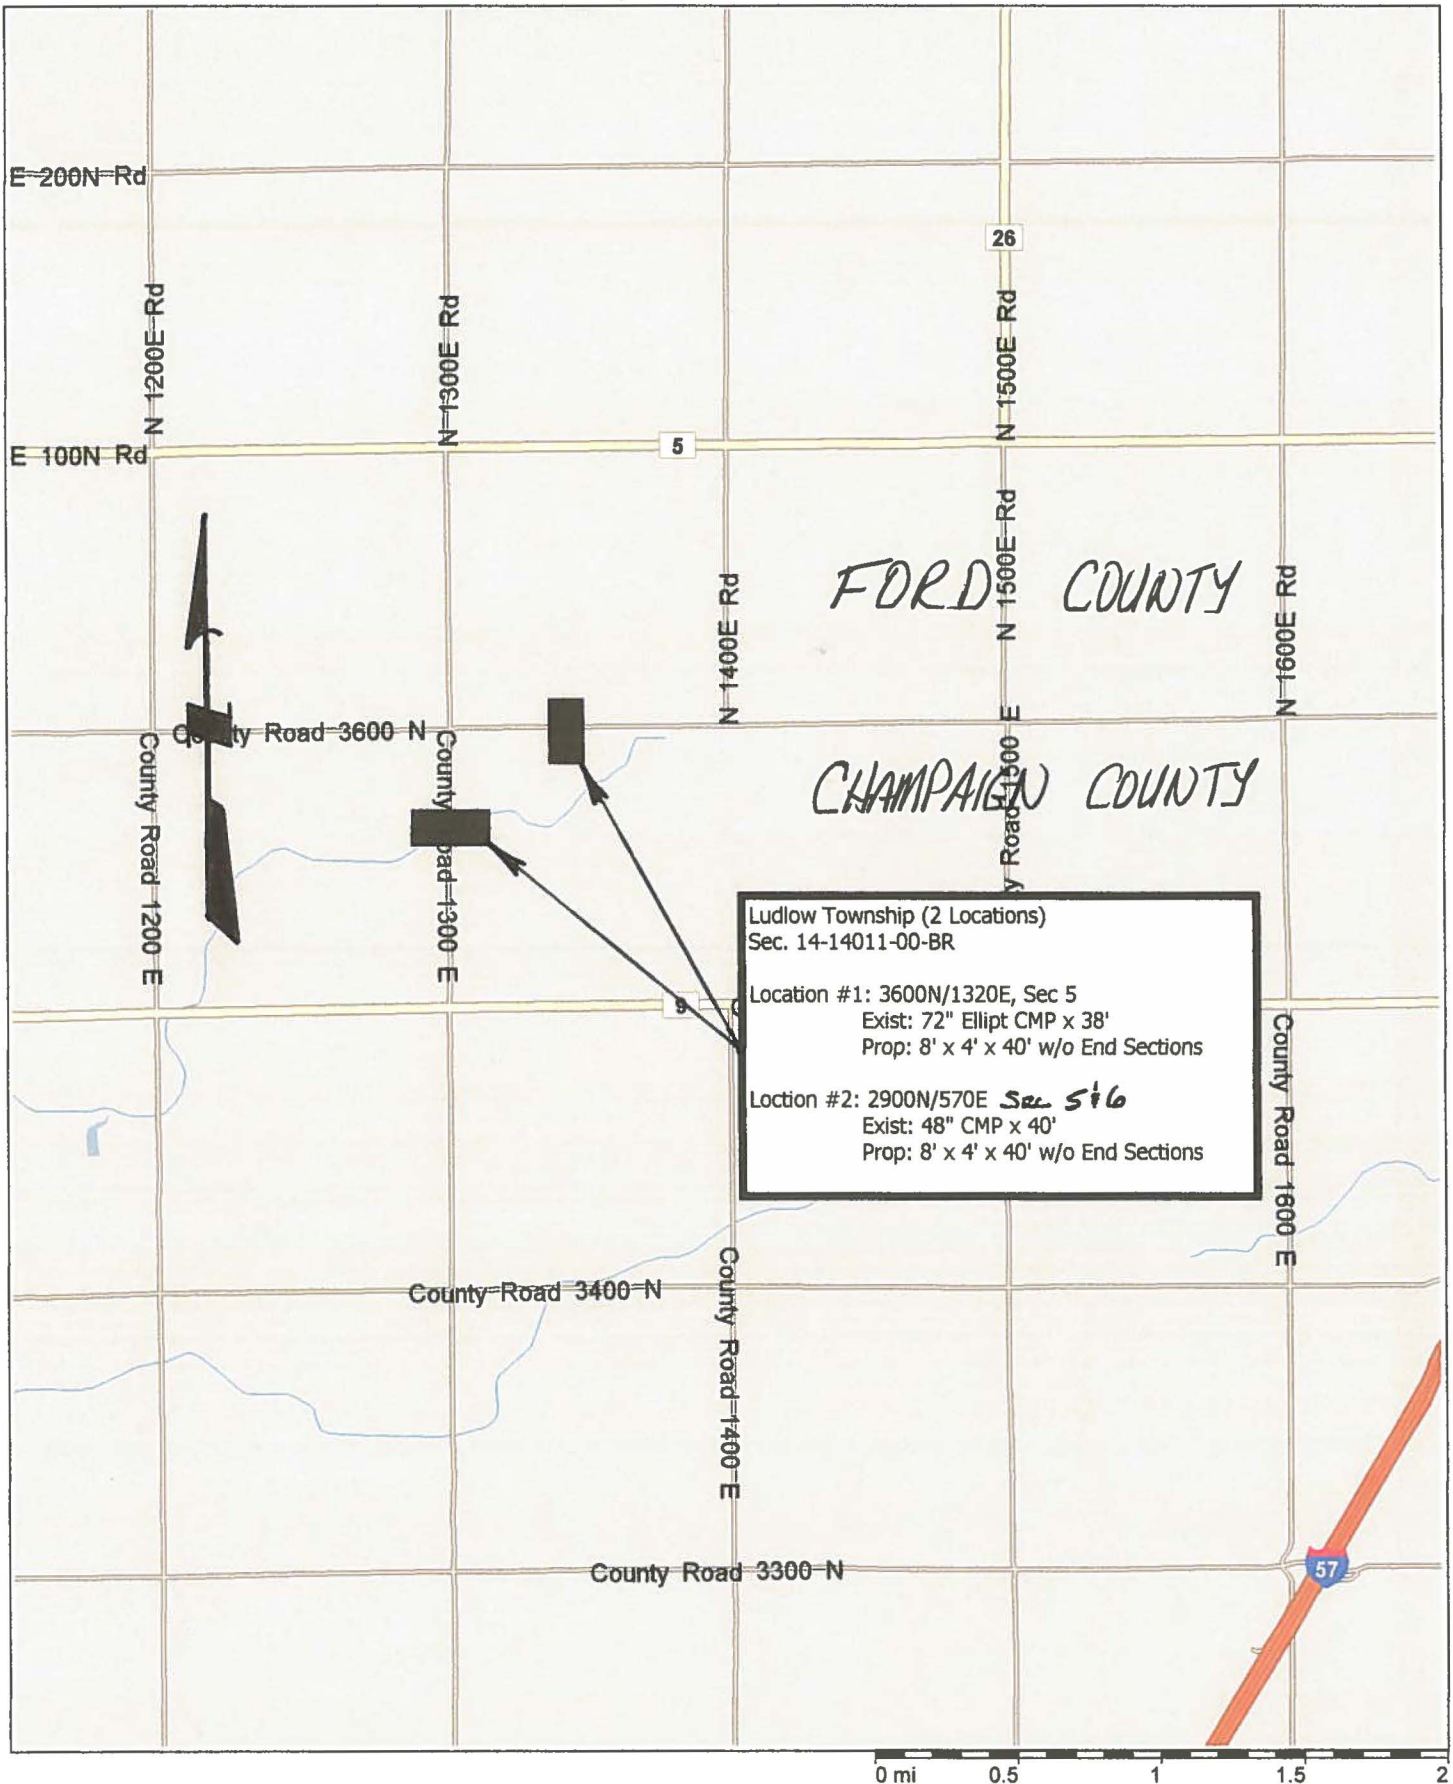 E 200N Rd
26
N 1200E Rd
N 1300E Rd
N 1500E Rd
E 100N Rd
5
N 1500E Rd
FORD COUNTY
N 1400E Rd
N 1600E Rd
County Road 3600 N
CHAMPAIGN COUNTY
County Road 1200 E
County Road 1300 E
y Road 1500 E
9
Ludlow Township (2 Locations)
Sec. 14-14011-00-BR
Location #1: 3600N/1320E, Sec 5
Exist: 72" Ellipt CMP x 38'
Prop: 8' x 4' x 40' w/o End Sections
Loction #2: 2900N/570E Sec 5 & 6
Exist: 48" CMP x 40'
Prop: 8' x 4' x 40' w/o End Sections
County Road 1600 E
County Road 3400 N
County Road 1400 E
County Road 3300 N
57
0 mi 0.5 1 1.5 2